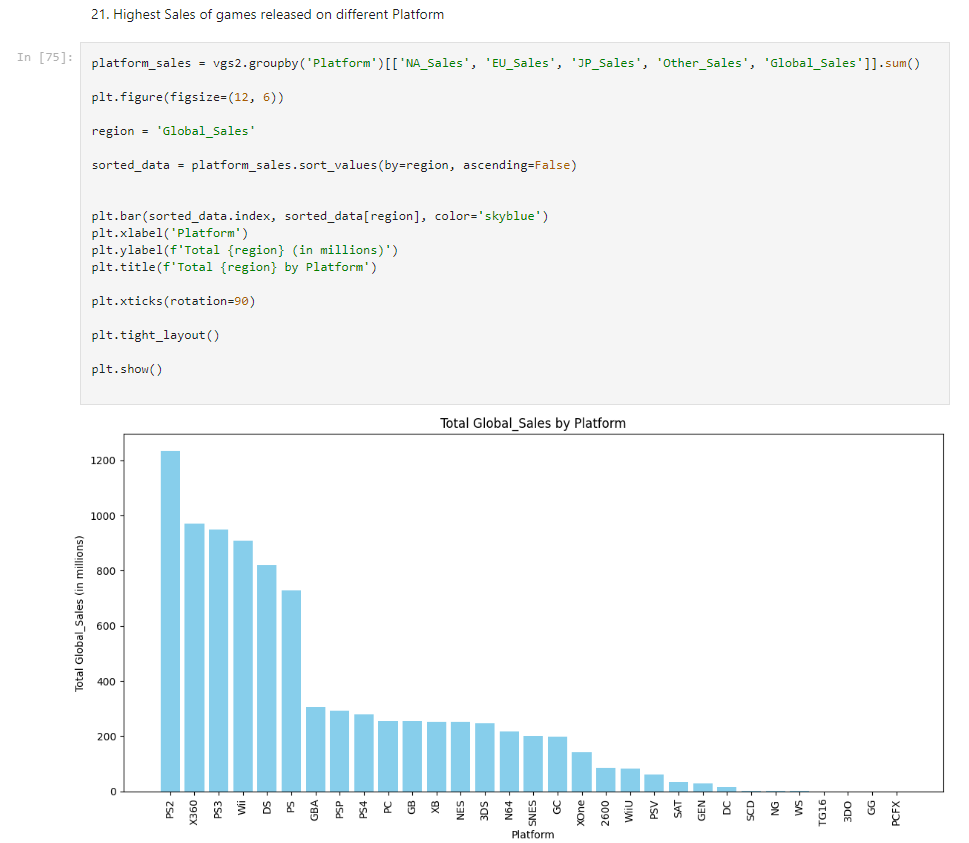 21. Highest Sales of games released on different Platform
In [75]:
platform_sales = vgs2.groupby('Platform')[['NA_Sales', 'EU_Sales', 'JP_Sales', 'Other_Sales', 'Global_Sales']].sum()
plt.figure(figsize=(12, 6))
region = 'Global_Sales'
sorted_data = platform_sales.sort_values(by=region, ascending=False)
plt.bar(sorted_data.index, sorted_data[region], color='skyblue')
plt.xlabel('Platform')
plt.ylabel(f'Total {region} (in millions)')
plt.title(f'Total {region} by Platform')
plt.xticks(rotation=90)
plt.tight_layout()
plt.show()
Total Global_Sales by Platform
Total Global_Sales (in millions)
1200
1000
800
600
400
200
0
PS2
X360
PS3
Wii
DS
PS
GBA
PSP
PS4
PC
GB
XB
NES
3DS
N64
SNES
GC
XOne
2600
WiiU
PSV
SAT
GEN
DC
SCD
NG
WS
TG16
3DO
GG
PCFX
Platform